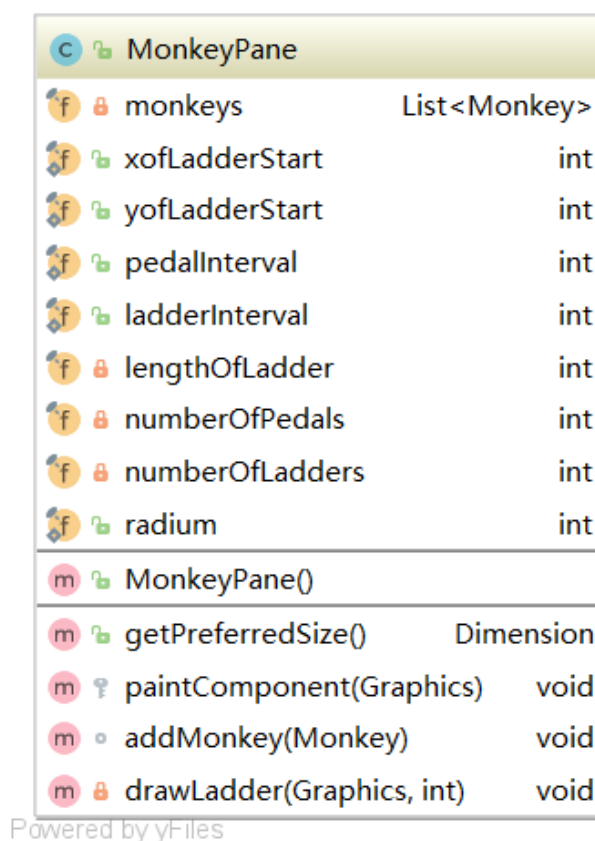 C MonkeyPane
f monkeys List<Monkey>
f xofLadderStart int
f yofLadderStart int
f pedalInterval int
f ladderInterval int
f lengthOfLadder int
f numberOfPedals int
f numberOfLadders int
f radium int
m MonkeyPane()
m getPreferredSize() Dimension
m paintComponent(Graphics) void
m addMonkey(Monkey) void
m drawLadder(Graphics, int) void
Powered by yFiles